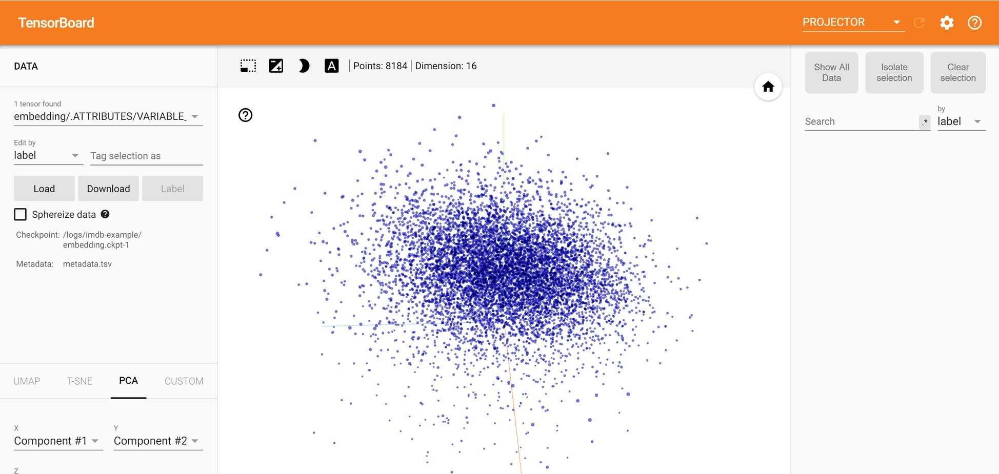 TensorBoard
PROJECTOR
DATA
1 tensor found
embedding/.ATTRIBUTES/VARIABLE_
Edit by
label
Tag selection as
Load
Download
Label
Sphereize data
Checkpoint: /logs/imdb-example/
embedding.ckpt-1
Metadata: metadata.tsv
UMAP
T-SNE
PCA
CUSTOM
X
Component #1
Y
Component #2
Z
A
Points: 8184
Dimension: 16
Show All
Data
Isolate
selection
Clear
selection
Search
.*
by
label